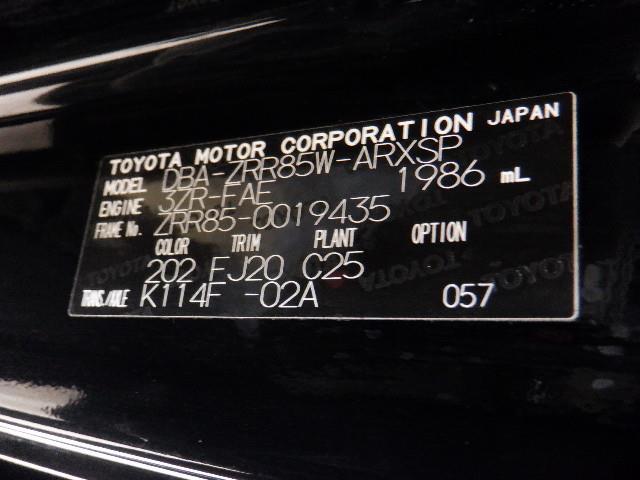 TOYOTA MOTOR CORPORATION JAPAN
MODEL DBA-ZRR85W-ARXSP
ENGINE 3ZR-FAE 1986 mL
FRAME No. ZRR85-0019435
COLOR TRIM PLANT OPTION
202 FJ20 C25
TRANS./AXLE K114F -02A 057